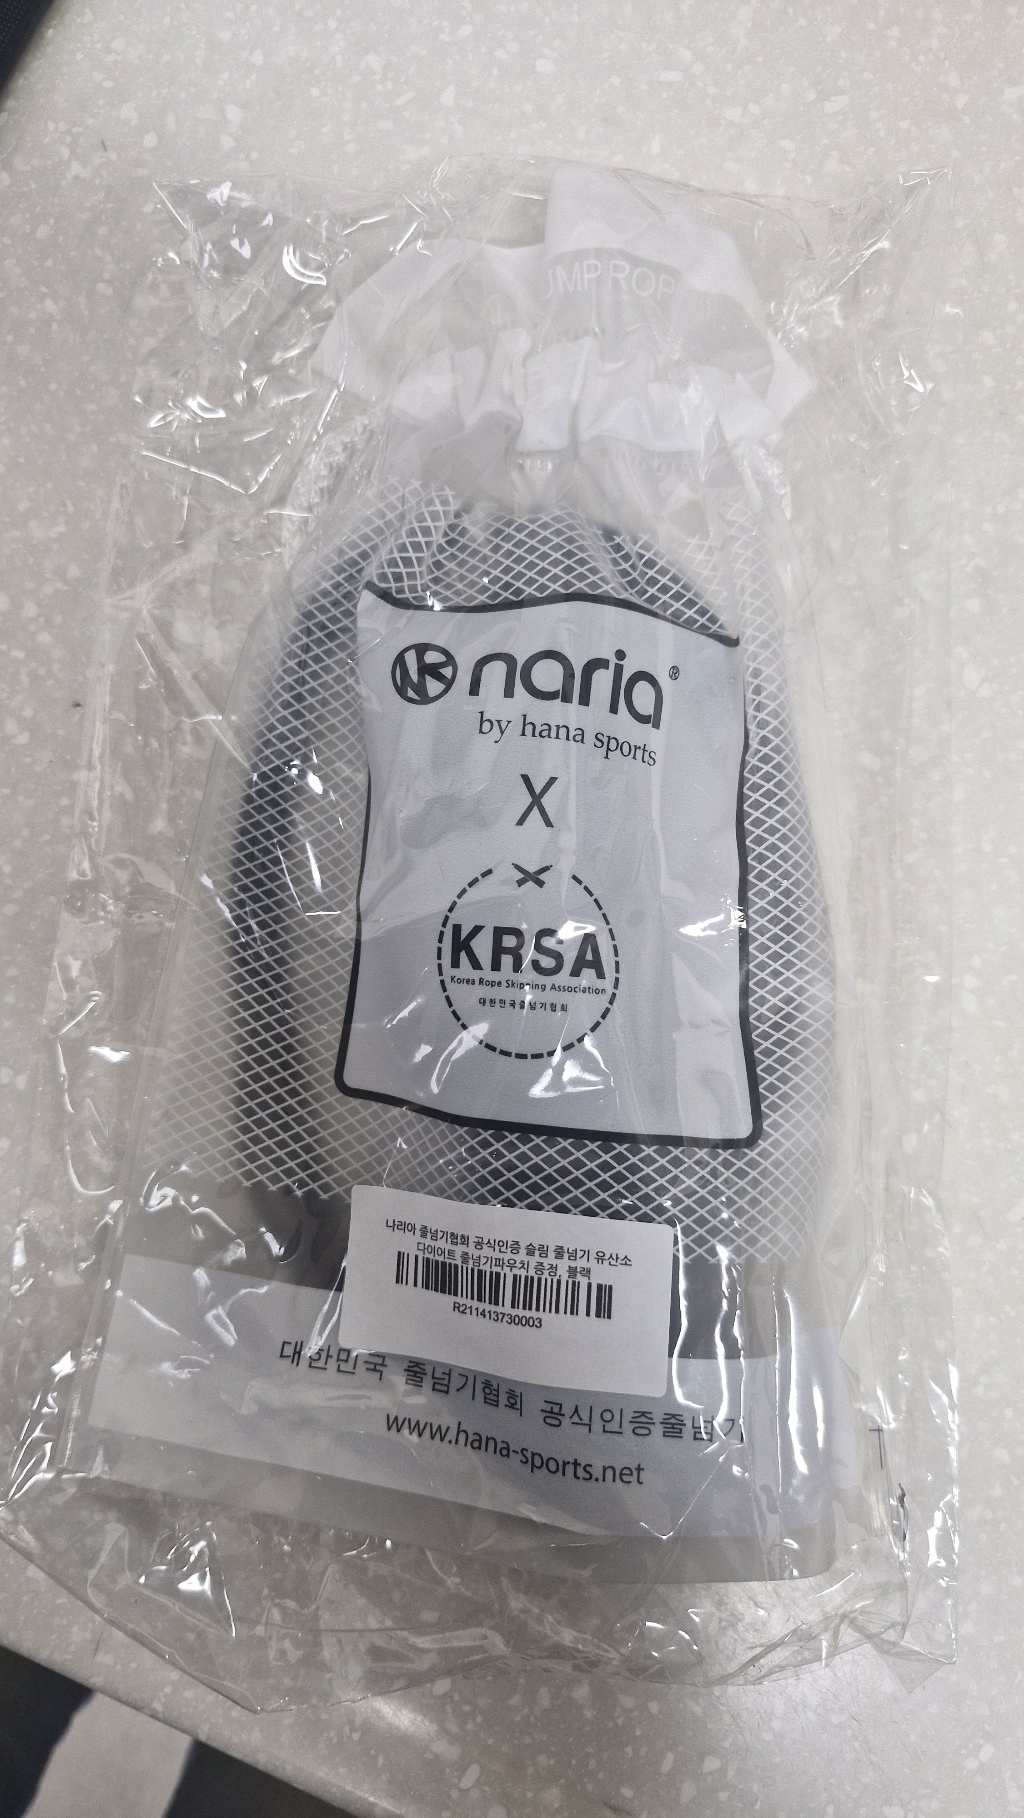 UMPROP
NR naria®
by hana sports
X
KRSA
Korea Rope Skipping Association
대한민국줄넘기협회
나리아 줄넘기협회 공식인증 슬림 줄넘기 유산소
다이어트 줄넘기파우치 증정, 블랙
R211413730003
대한민국 줄넘기협회 공식인증줄넘기
www.hana-sports.net